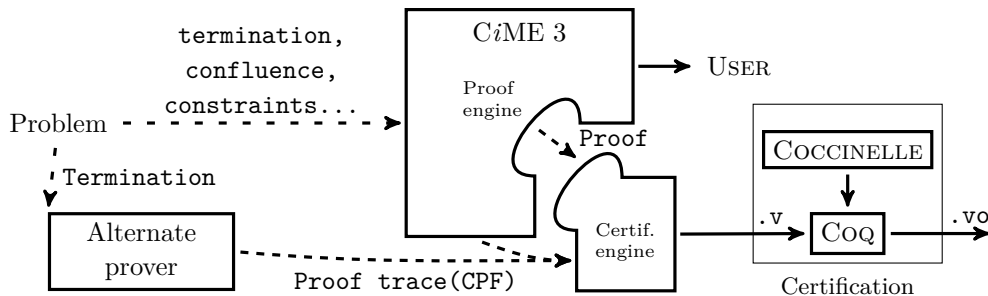 termination,
confluence,
constraints...
CiME 3
Proof
engine
USER
Problem
Proof
Termination
COCCINELLE
Alternate
prover
Certif.
engine
.v
COQ
.vo
Proof trace(CPF)
Certification